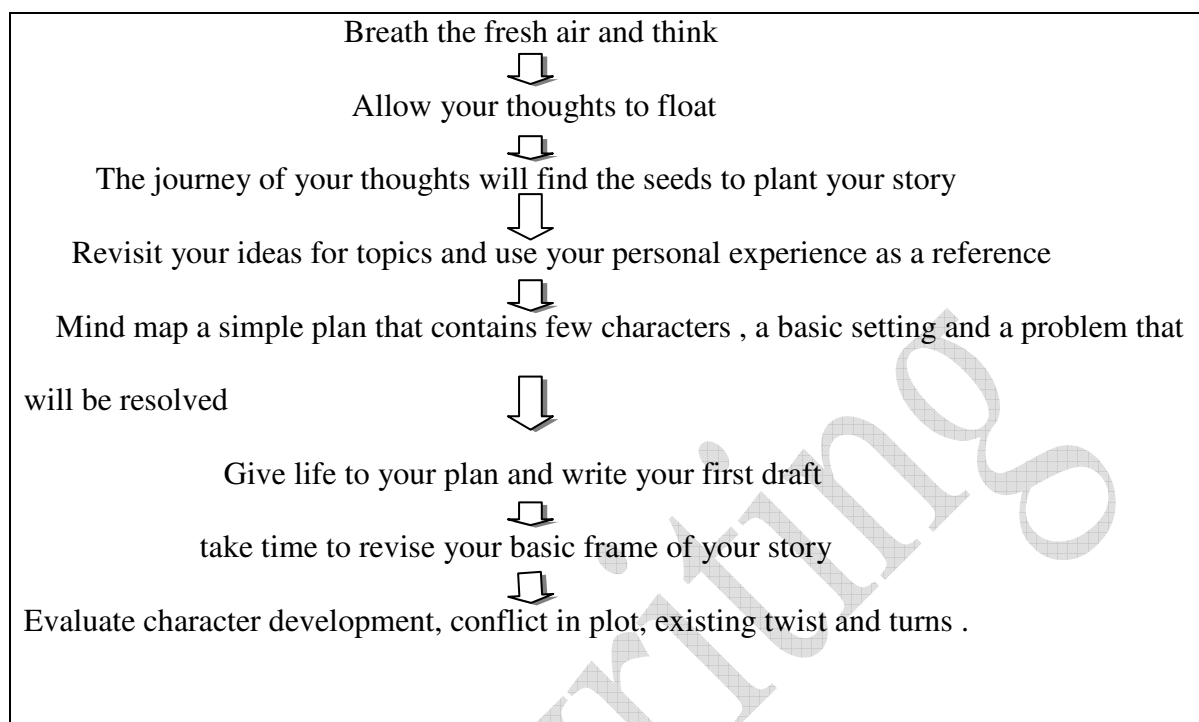 Breath the fresh air and think
Allow your thoughts to float
The journey of your thoughts will find the seeds to plant your story
Revisit your ideas for topics and use your personal experience as a reference
Mind map a simple plan that contains few characters , a basic setting and a problem that
will be resolved
Give life to your plan and write your first draft
take time to revise your basic frame of your story
Evaluate character development, conflict in plot, existing twist and turns .